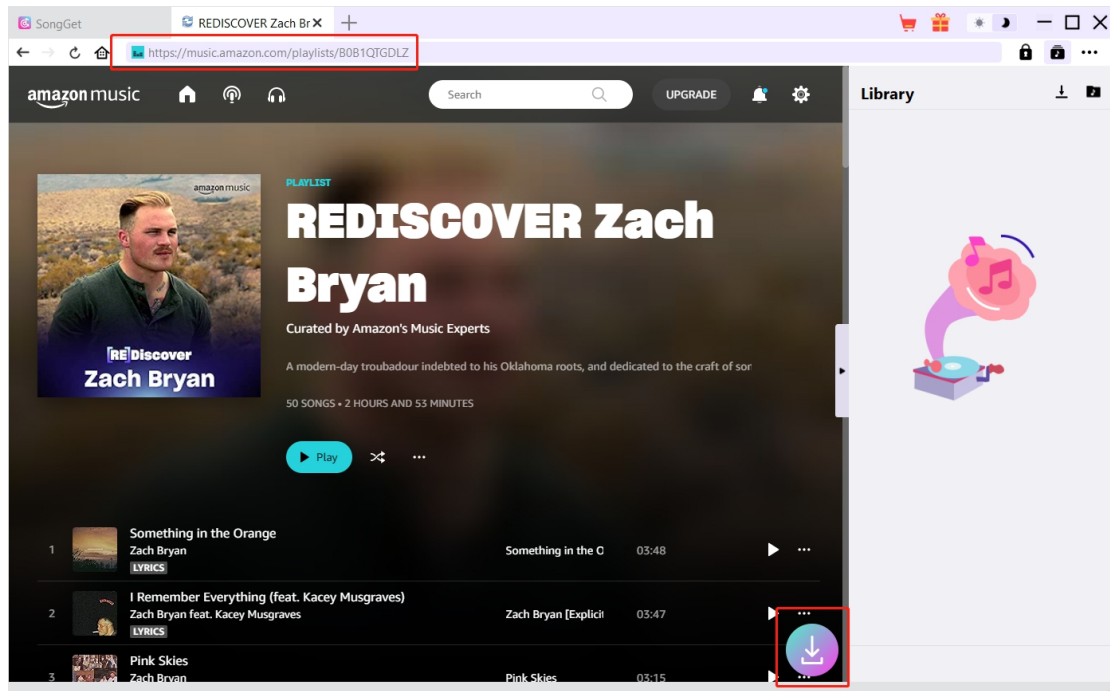 SongGet
REDISCOVER Zach Br
https://music.amazon.com/playlists/B0B1QTGDLZ
amazon music
Search
UPGRADE
Library
amazon music
[RE]Discover
Zach Bryan
PLAYLIST
REDISCOVER Zach
Bryan
Curated by Amazon's Music Experts
A modern-day troubadour indebted to his Oklahoma roots, and dedicated to the craft of sor
50 SONGS • 2 HOURS AND 53 MINUTES
Play
1 Something in the Orange
Zach Bryan Something in the O 03:48
LYRICS
I Remember Everything (feat. Kacey Musgraves)
2 Zach Bryan feat. Kacey Musgraves Zach Bryan [Explicit 03:47
LYRICS
Pink Skies
3 Zach Bryan Pink Skies 03:15